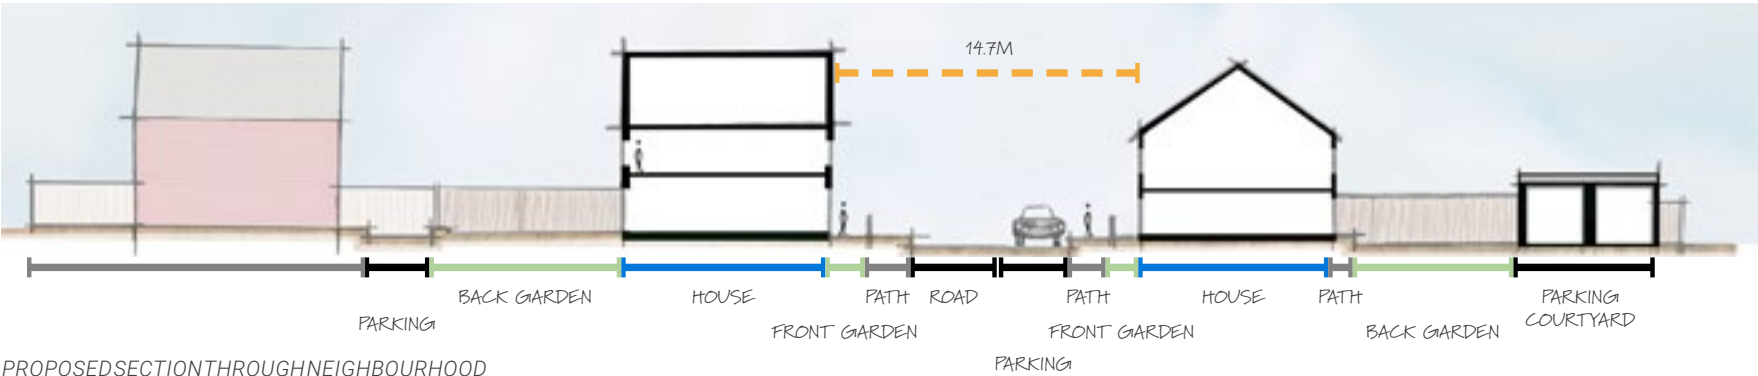 14.7M
BACK GARDEN
HOUSE
PATH
ROAD
PATH
HOUSE
PATH
PARKING
COURTYARD
PARKING
FRONT GARDEN
FRONT GARDEN
BACK GARDEN
PARKING
PROPOSEDSECTIONTHROUGHNEIGHBOURHOOD